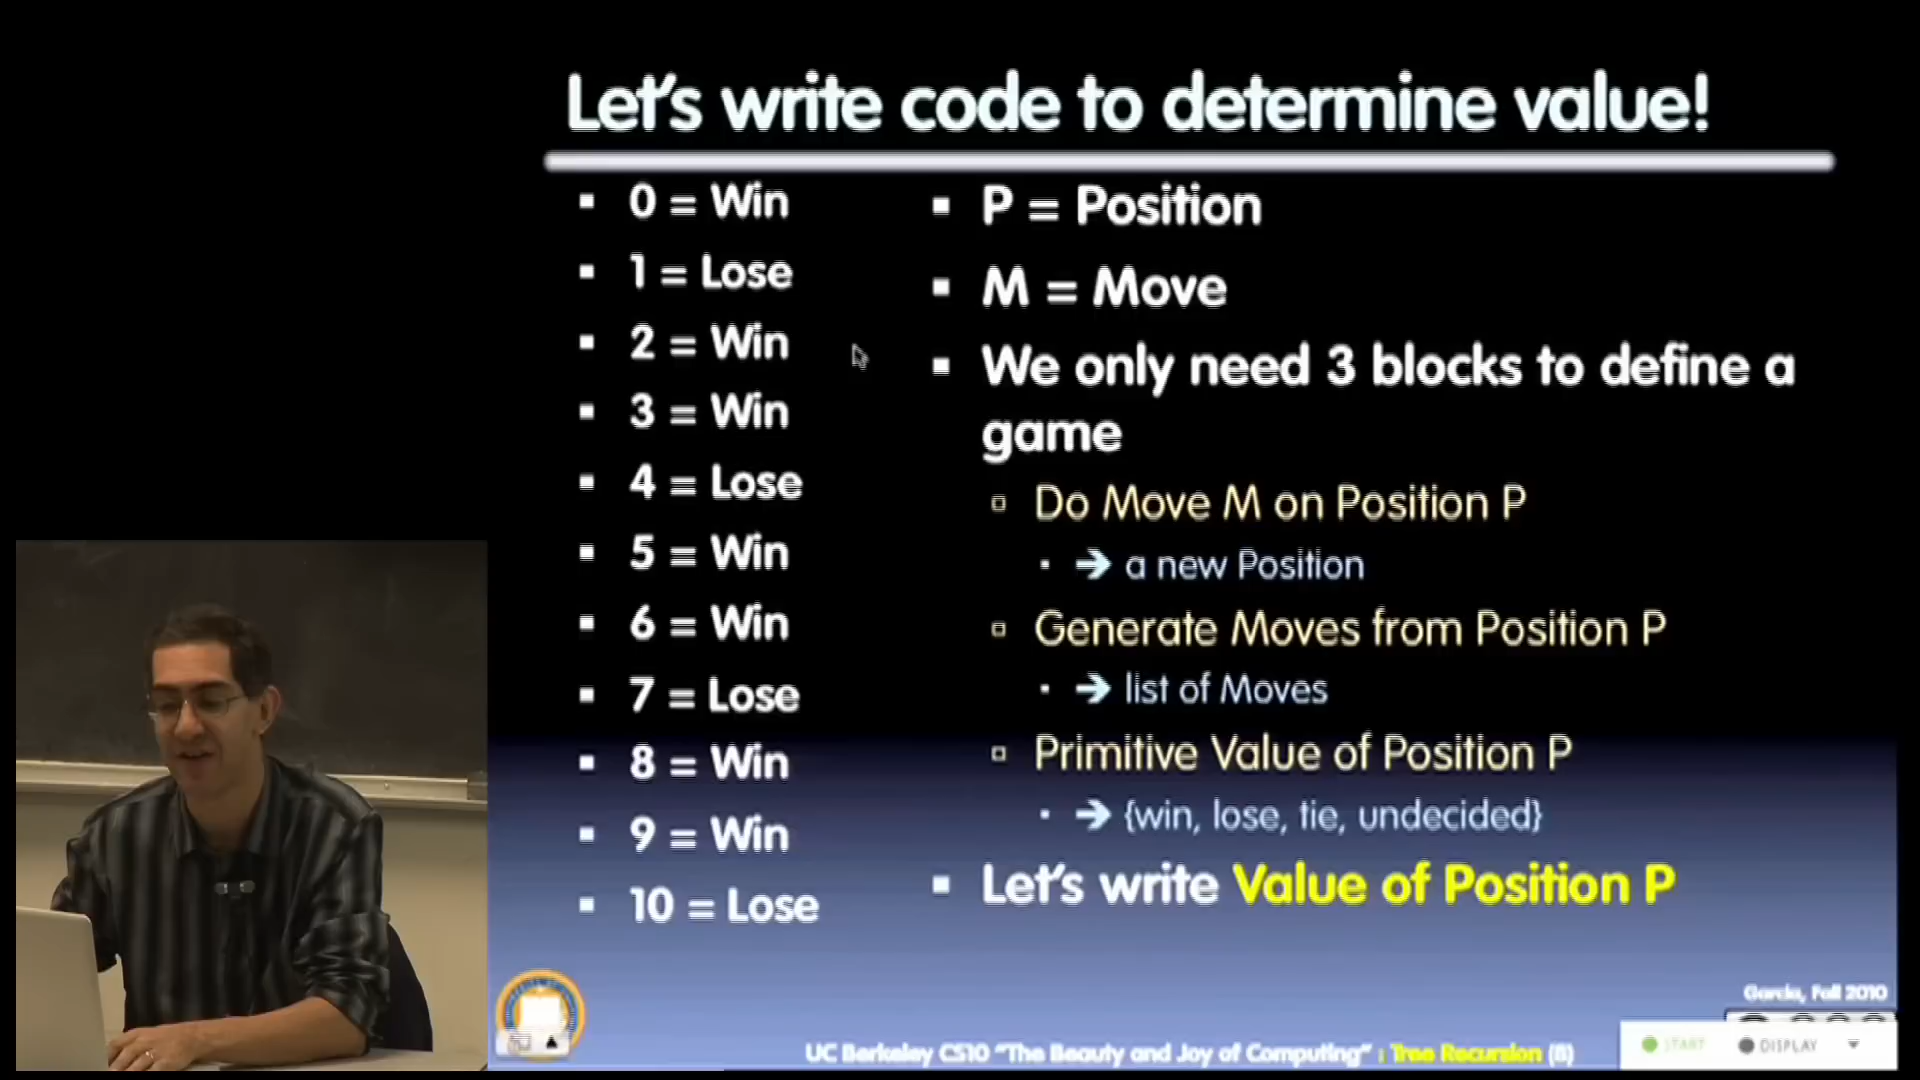 Let's write code to determine value!
0 = Win
1 = Lose
2 = Win
3 = Win
4 = Lose
5 = Win
6 = Win
7 = Lose
8 = Win
9 = Win
10 = Lose
P = Position
M = Move
We only need 3 blocks to define a
game
Do Move M on Position P
→ a new Position
Generate Moves from Position P
→ list of Moves
Primitive Value of Position P
→ {win, lose, tie, undecided}
Let's write Value of Position P
Garcia, Fall 2010
UC Berkeley CS10 "The Beauty and Joy of Computing" : Tree Recursion (8)
START DISPLAY